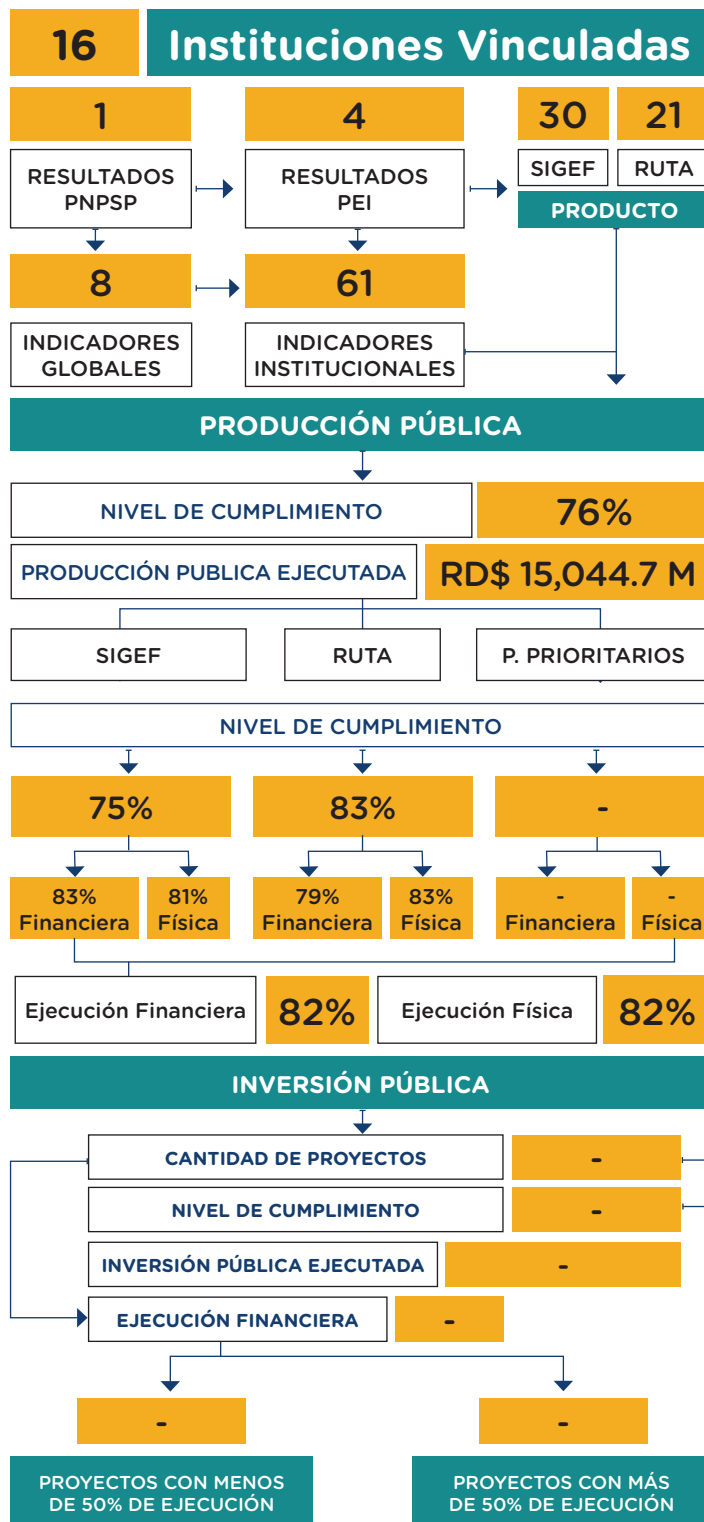 16 Instituciones Vinculadas
1
4
30
21
RESULTADOS
PNPSP
RESULTADOS
PEI
SIGEF
RUTA
PRODUCTO
8
61
INDICADORES
GLOBALES
INDICADORES
INSTITUCIONALES
PRODUCCIÓN PÚBLICA
NIVEL DE CUMPLIMIENTO
76%
PRODUCCIÓN PUBLICA EJECUTADA
RD$ 15,044.7 M
SIGEF
RUTA
P. PRIORITARIOS
NIVEL DE CUMPLIMIENTO
75%
83%
-
83%
Financiera
81%
Física
79%
Financiera
83%
Física
-
Financiera
-
Física
Ejecución Financiera
82%
Ejecución Física
82%
INVERSIÓN PÚBLICA
CANTIDAD DE PROYECTOS
-
NIVEL DE CUMPLIMIENTO
-
INVERSIÓN PÚBLICA EJECUTADA
-
EJECUCIÓN FINANCIERA
-
-
-
PROYECTOS CON MENOS
DE 50% DE EJECUCIÓN
PROYECTOS CON MÁS
DE 50% DE EJECUCIÓN